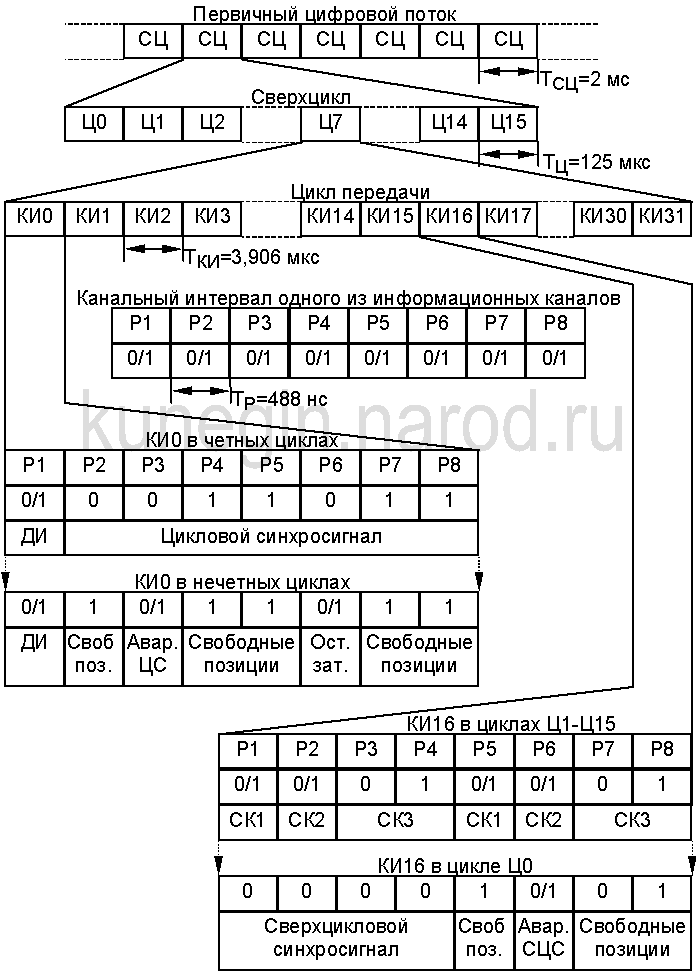 Первичный цифровой поток
СЦ СЦ СЦ СЦ СЦ СЦ СЦ
TСЦ=2 мс
Сверхцикл
Ц0 Ц1 Ц2 Ц7 Ц14 Ц15
TЦ=125 мкс
Цикл передачи
КИ0 КИ1 КИ2 КИ3 КИ14 КИ15 КИ16 КИ17 КИ30 КИ31
TКИ=3,906 мкс
Канальный интервал одного из информационных каналов
Р1 Р2 Р3 Р4 Р5 Р6 Р7 Р8
0/1 0/1 0/1 0/1 0/1 0/1 0/1 0/1
TР=488 нс
kunegin.narod.ru
КИ0 в четных циклах
Р1 Р2 Р3 Р4 Р5 Р6 Р7 Р8
0/1 0 0 1 1 0 1 1
ДИ Цикловой синхросигнал
КИ0 в нечетных циклах
0/1 1 0/1 1 1 0/1 1 1
ДИ Своб Авар. Свободные Ост. Свободные
поз. ЦС позиции зат. позиции
КИ16 в циклах Ц1-Ц15
Р1 Р2 Р3 Р4 Р5 Р6 Р7 Р8
0/1 0/1 0 1 0/1 0/1 0 1
СК1 СК2 СК3 СК1 СК2 СК3
КИ16 в цикле Ц0
0 0 0 0 1 0/1 0 1
Сверхцикловой Своб Авар. Свободные
синхросигнал поз. СЦС позиции